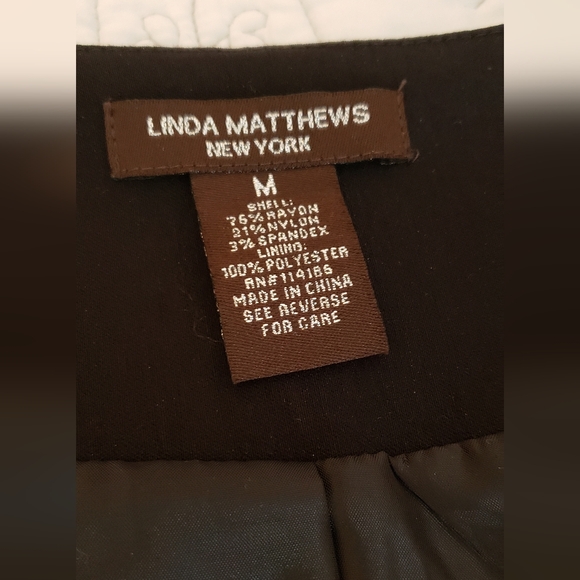 LINDA MATTHEWS
NEW YORK
M
SHELL:
76% RAYON
21% NYLON
3% SPANDEX
LINING:
100% POLYESTER
RN#114186
MADE IN CHINA
SEE REVERSE
FOR CARE